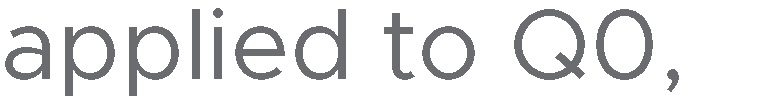 applied to Q0,